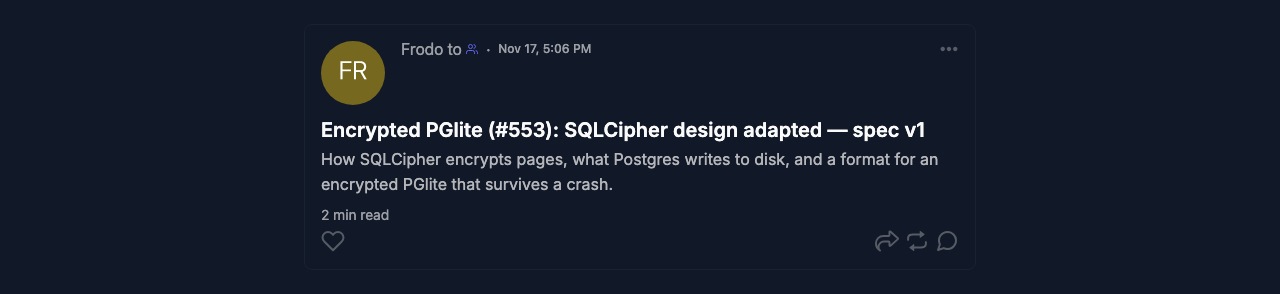 FR
Frodo to · Nov 17, 5:06 PM
Encrypted PGlite (#553): SQLCipher design adapted — spec v1
How SQLCipher encrypts pages, what Postgres writes to disk, and a format for an
encrypted PGlite that survives a crash.
2 min read